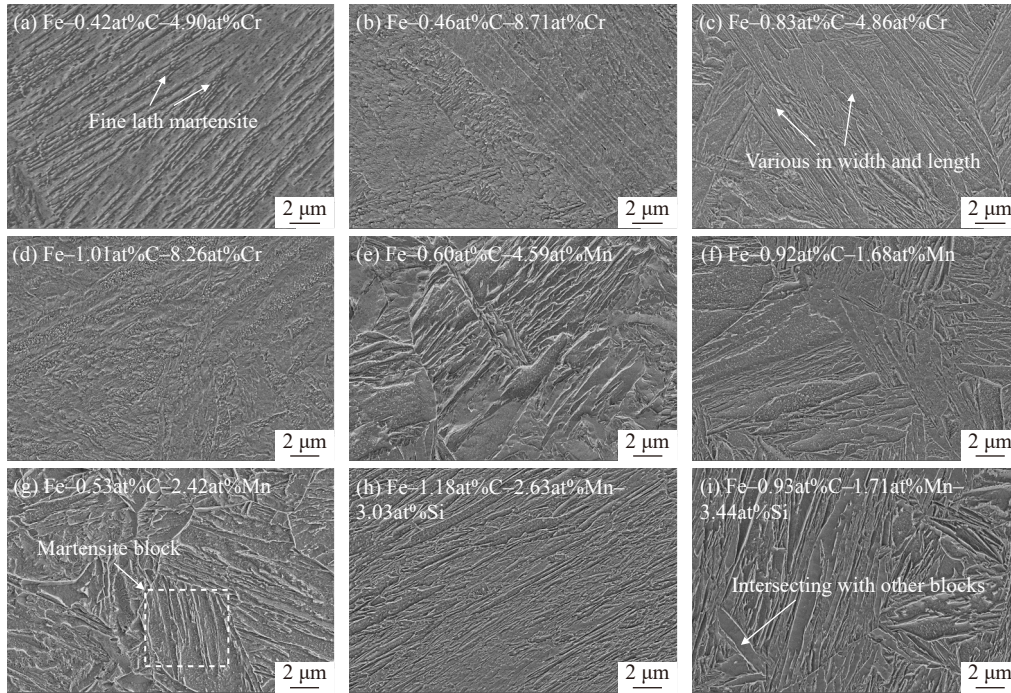 (a) Fe–0.42at%C–4.90at%Cr
Fine lath martensite
2 μm
(b) Fe–0.46at%C–8.71at%Cr
2 μm
(c) Fe–0.83at%C–4.86at%Cr
Various in width and length
2 μm
(d) Fe–1.01at%C–8.26at%Cr
2 μm
(e) Fe–0.60at%C–4.59at%Mn
2 μm
(f) Fe–0.92at%C–1.68at%Mn
2 μm
(g) Fe–0.53at%C–2.42at%Mn
Martensite block
2 μm
(h) Fe–1.18at%C–2.63at%Mn–
3.03at%Si
2 μm
(i) Fe–0.93at%C–1.71at%Mn–
3.44at%Si
Intersecting with other blocks
2 μm